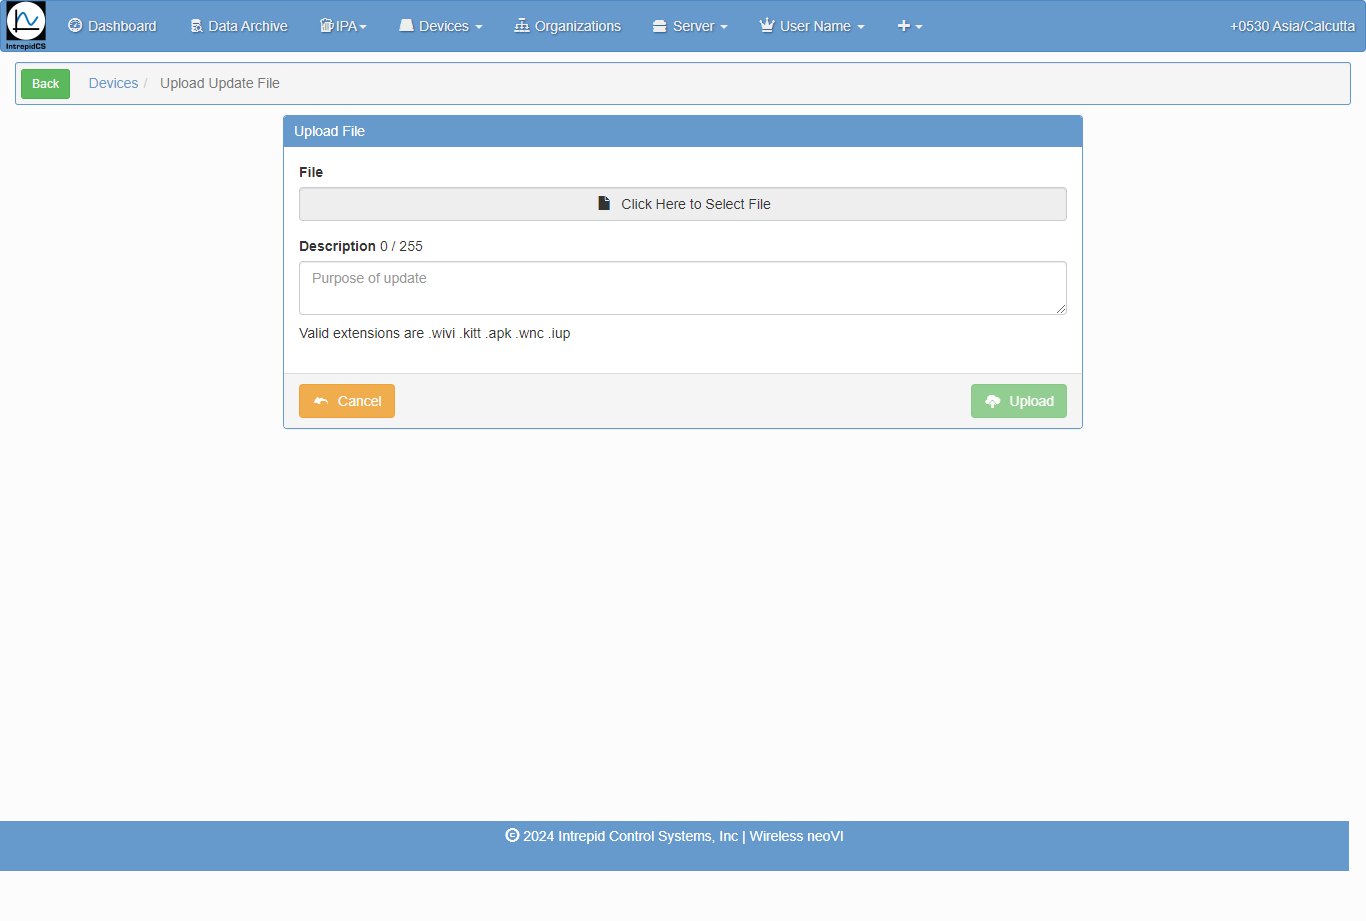 IntrepidCS Dashboard Data Archive IPA Devices Organizations Server User Name +0530 Asia/Calcutta
Back Devices / Upload Update File
Upload File
File
Click Here to Select File
Description 0 / 255
Purpose of update
Valid extensions are .wivi .kitt .apk .wnc .iup
Cancel Upload
© 2024 Intrepid Control Systems, Inc | Wireless neoVI